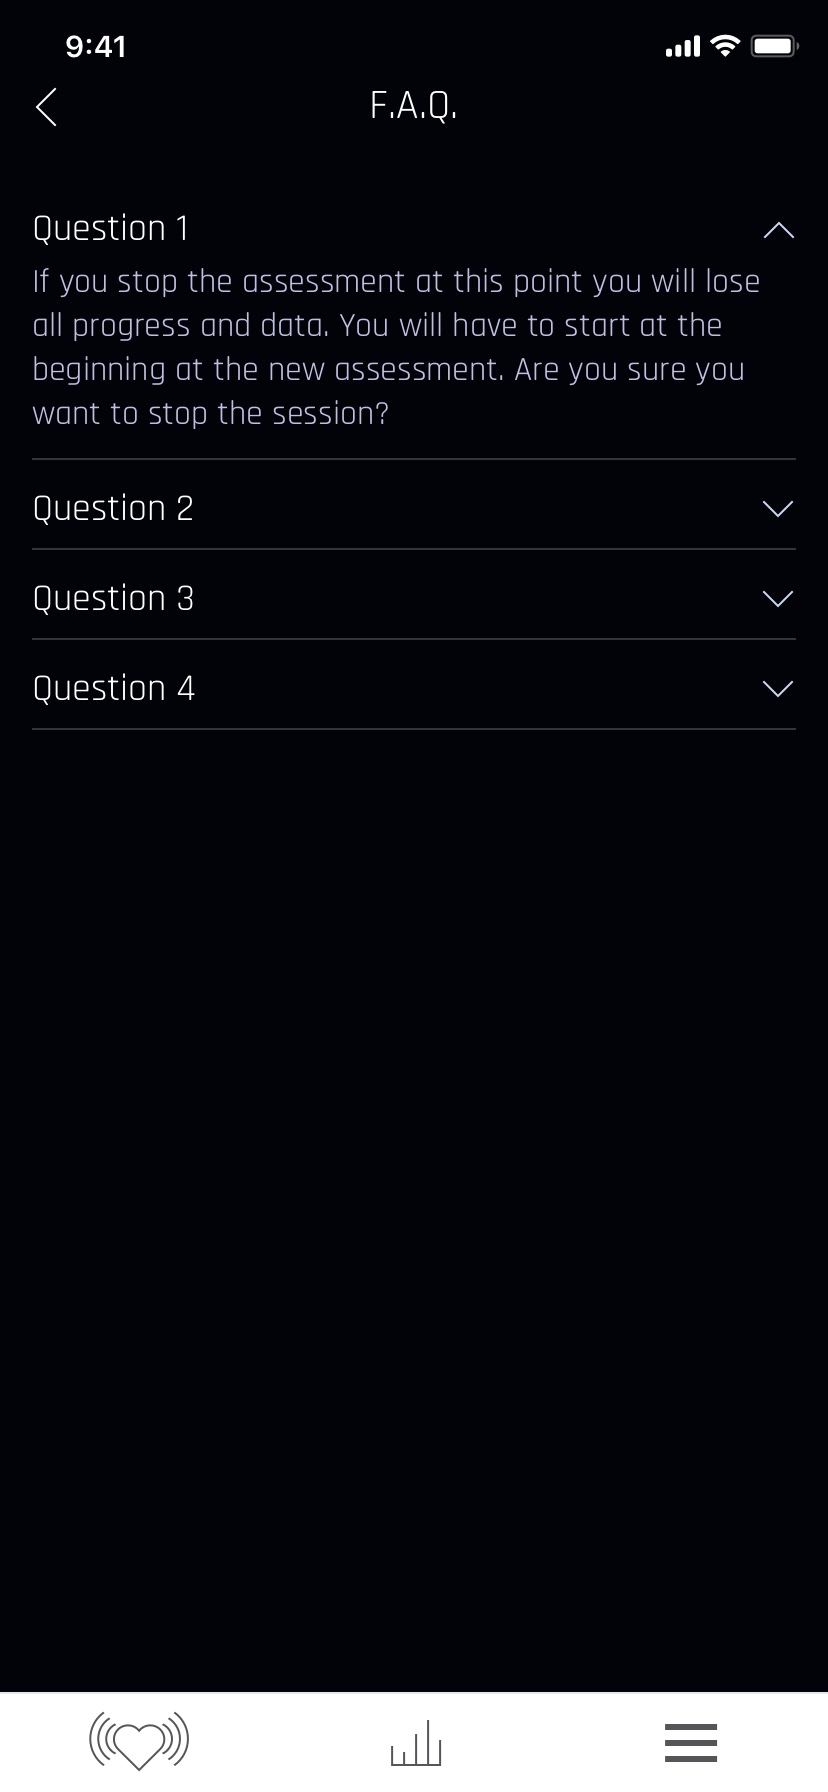 9:41
F.A.Q.
Question 1
If you stop the assessment at this point you will lose
all progress and data. You will have to start at the
beginning at the new assessment. Are you sure you
want to stop the session?
Question 2
Question 3
Question 4